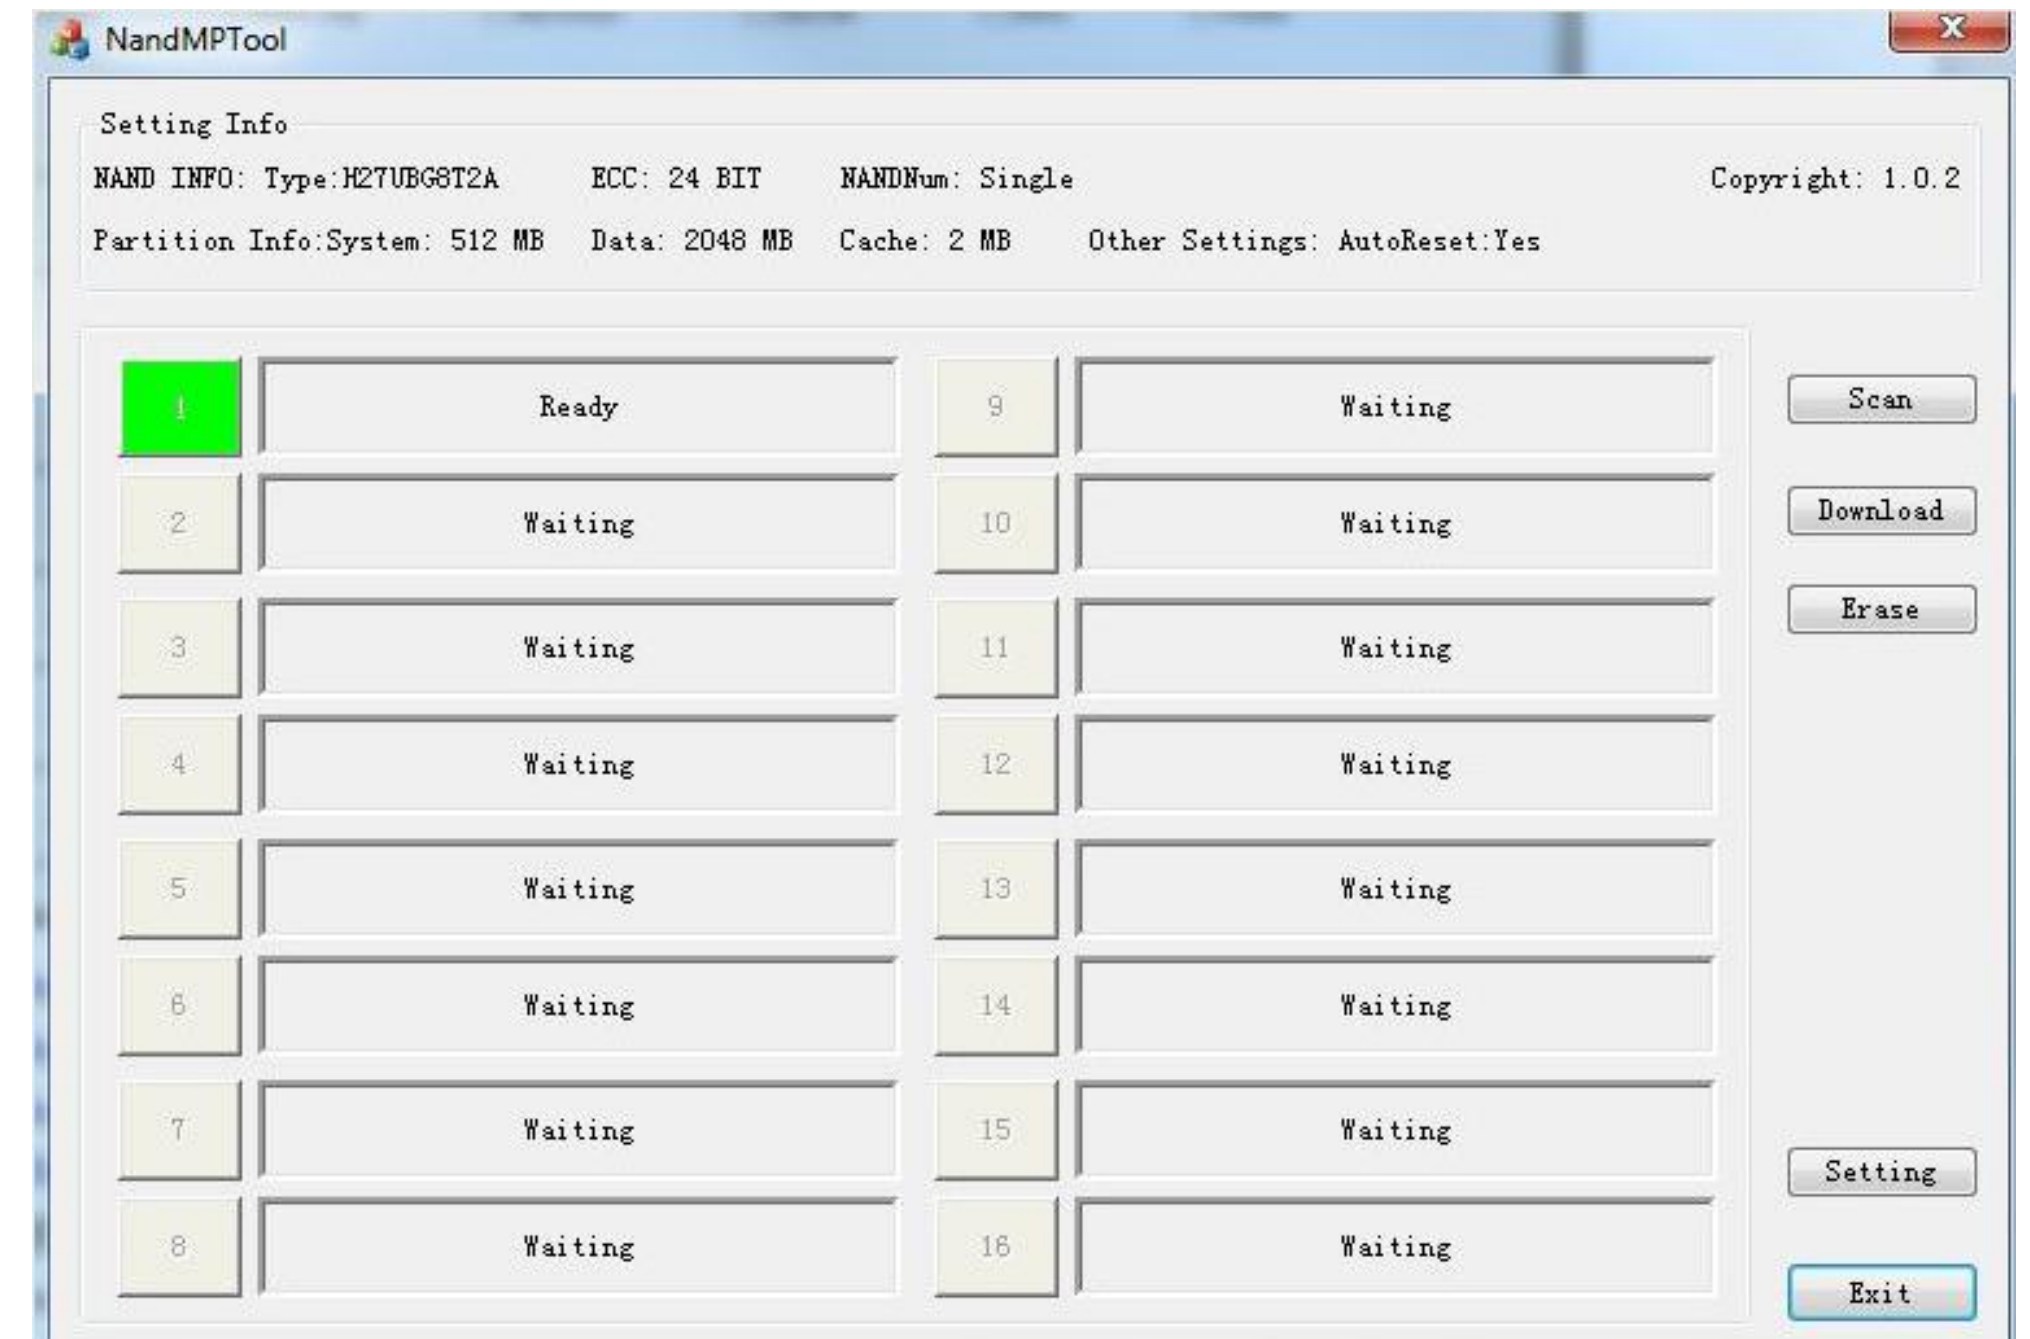 NandMPTool
X
Setting Info
NAND INFO: Type:H27UBG8T2A ECC: 24 BIT NANDNum: Single Copyright: 1.0.2
Partition Info:System: 512 MB Data: 2048 MB Cache: 2 MB Other Settings: AutoReset:Yes
1 Ready 9 Waiting Scan
2 Waiting 10 Waiting Download
3 Waiting 11 Waiting Erase
4 Waiting 12 Waiting
5 Waiting 13 Waiting
6 Waiting 14 Waiting
7 Waiting 15 Waiting Setting
8 Waiting 16 Waiting Exit